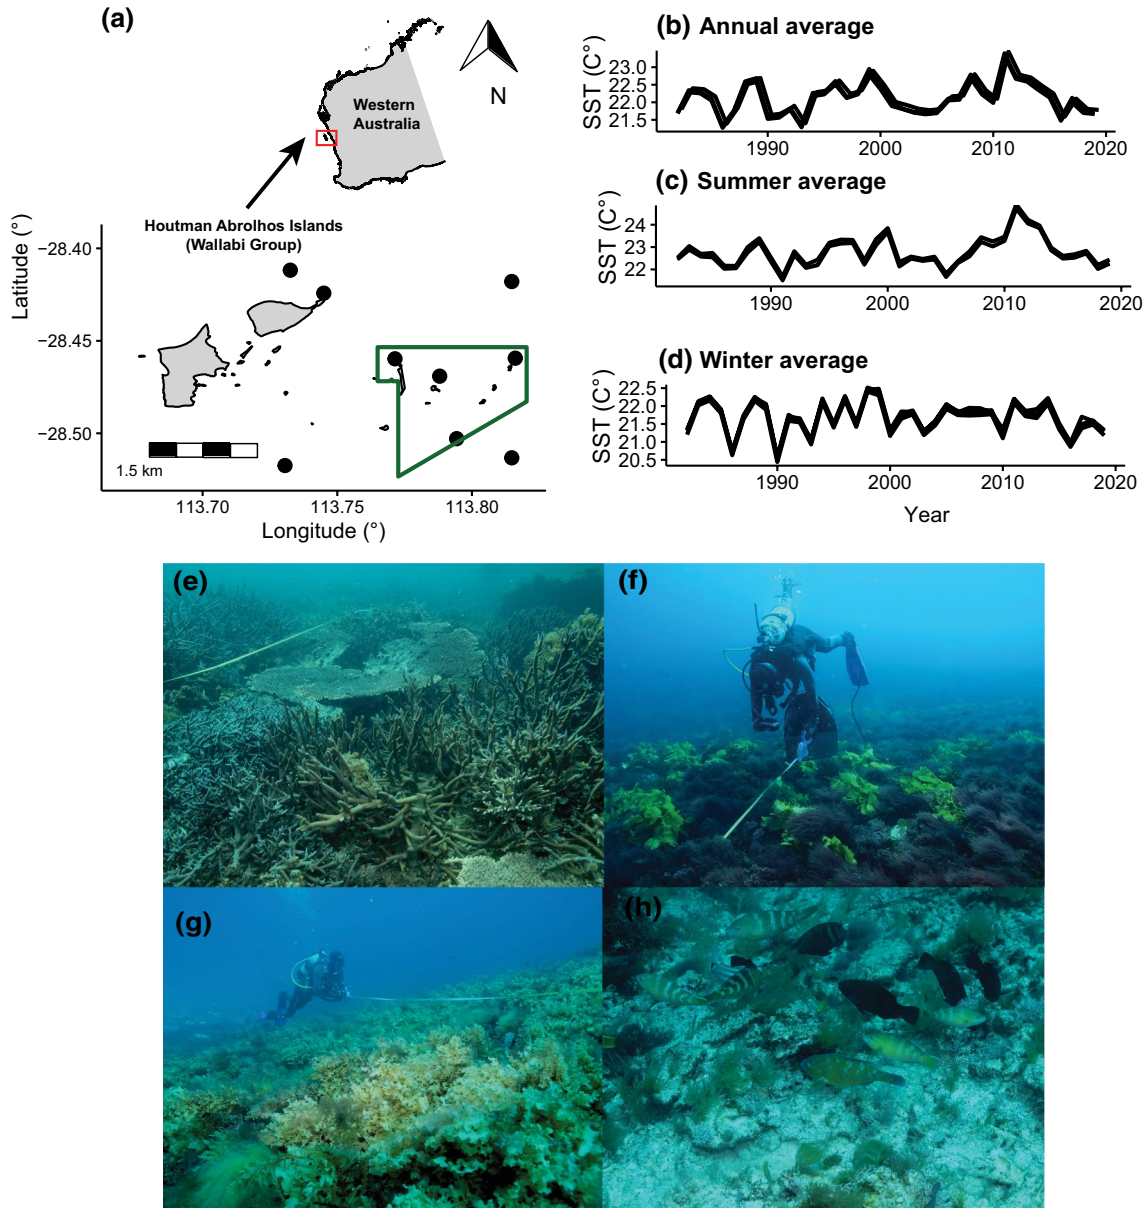 (a)
N
Western
Australia
Houtman Abrolhos Islands
(Wallabi Group)
Latitude (°)
−28.40
−28.45
−28.50
1.5 km
113.70
113.75
113.80
Longitude (°)
(b) Annual average
SST (C°)
23.0
22.5
22.0
21.5
1990
2000
2010
2020
(c) Summer average
SST (C°)
24
23
22
1990
2000
2010
2020
(d) Winter average
SST (C°)
22.5
22.0
21.5
21.0
20.5
1990
2000
2010
2020
Year
(e)
(f)
(g)
(h)